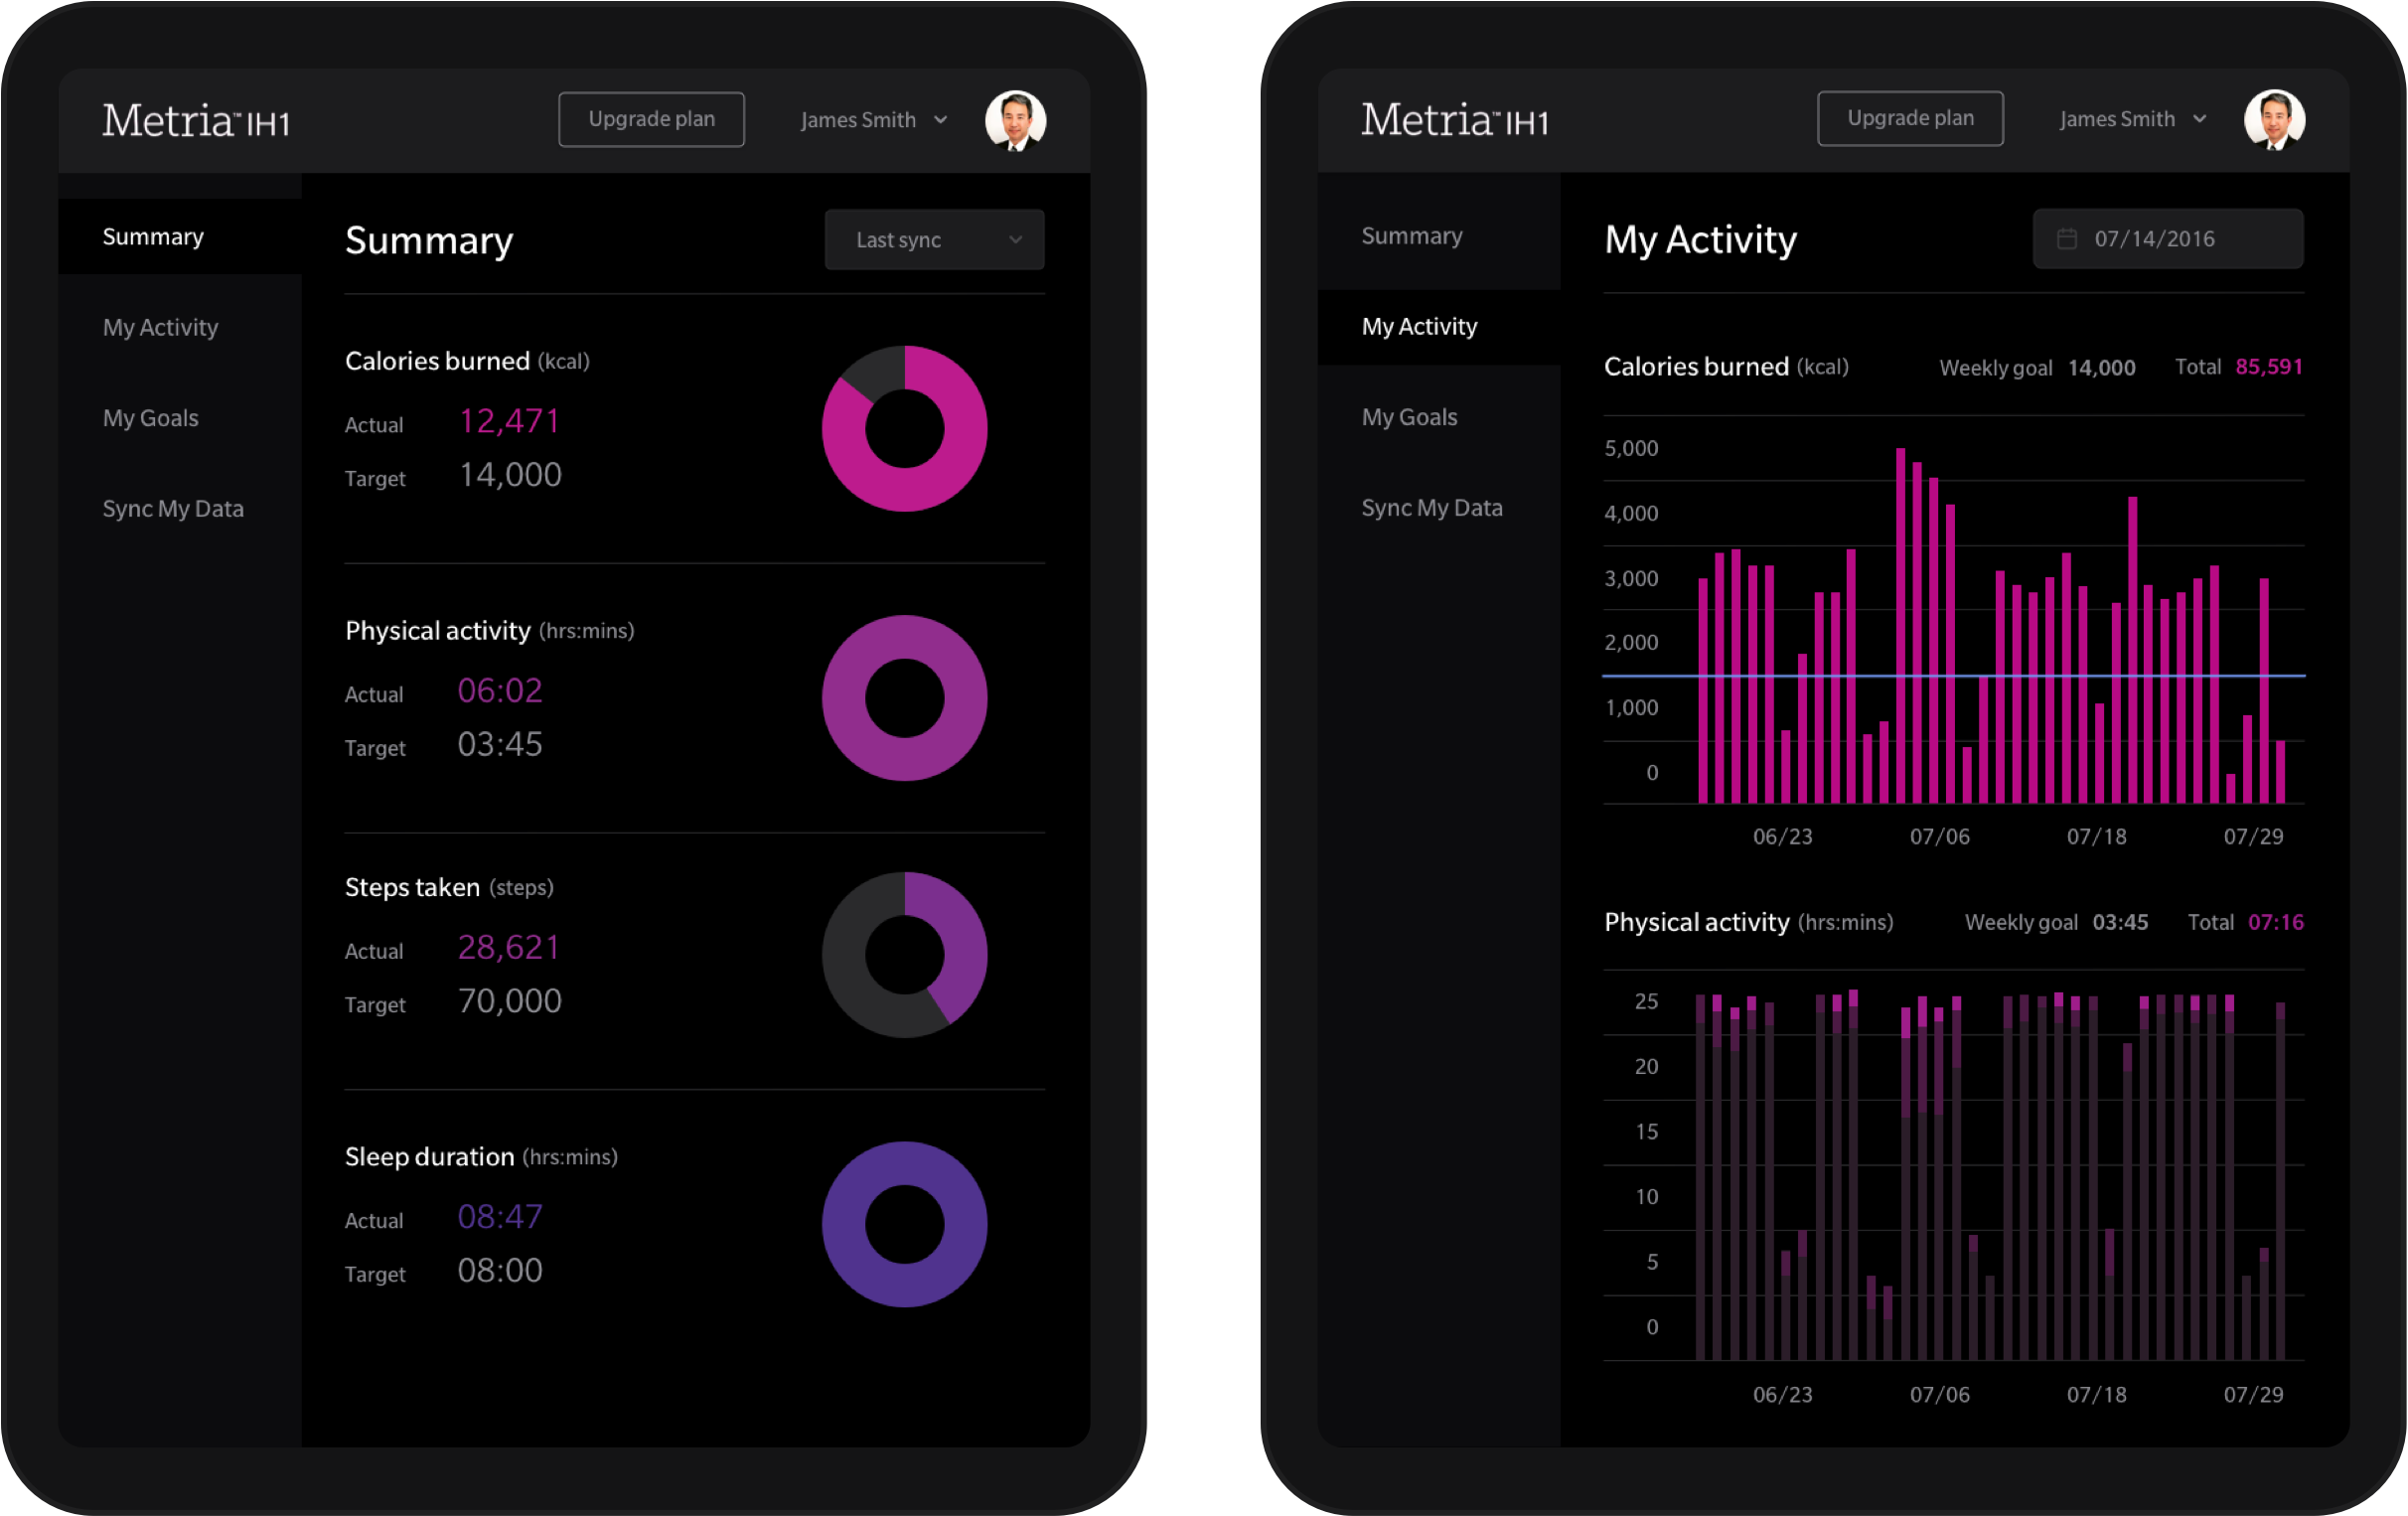 Metria™ IH1
Upgrade plan
James Smith
Summary
My Activity
My Goals
Sync My Data
Summary
Last sync
Calories burned (kcal)
Actual 12,471
Target 14,000
Physical activity (hrs:mins)
Actual 06:02
Target 03:45
Steps taken (steps)
Actual 28,621
Target 70,000
Sleep duration (hrs:mins)
Actual 08:47
Target 08:00
Metria™ IH1
Upgrade plan
James Smith
Summary
My Activity
My Goals
Sync My Data
My Activity
07/14/2016
Calories burned (kcal) Weekly goal 14,000 Total 85,591
5,000
4,000
3,000
2,000
1,000
0
06/23 07/06 07/18 07/29
Physical activity (hrs:mins) Weekly goal 03:45 Total 07:16
25
20
15
10
5
0
06/23 07/06 07/18 07/29